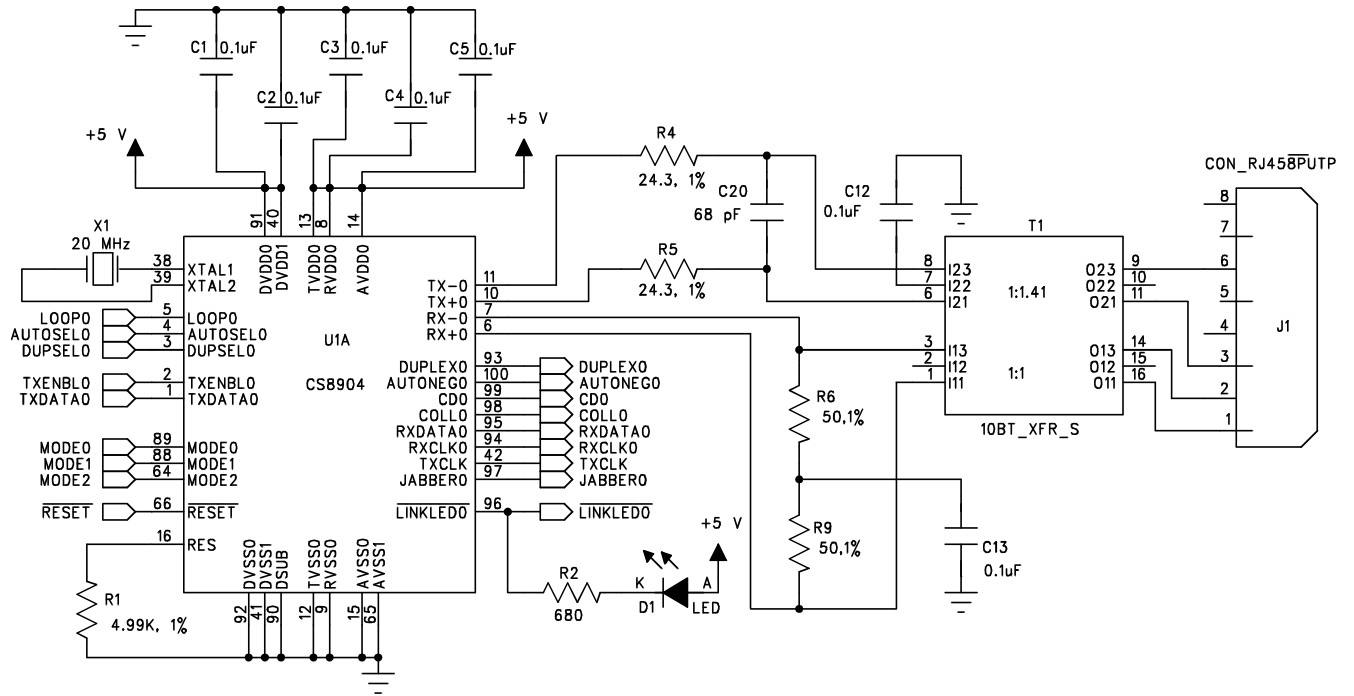 C1 0.1uF
C3 0.1uF
C5 0.1uF
C2 0.1uF
C4 0.1uF
+5 V
+5 V
R4
24.3, 1%
C20
68 pF
C12
0.1uF
R5
24.3, 1%
CON_RJ458PUTP
T1
J1
8
7
6
5
4
3
2
1
X1
20 MHz
91
40
13
8
14
DVDD0
DVDD1
TVDD0
RVDD0
AVDD0
38 XTAL1
39 XTAL2
LOOP0 5 LOOP0
AUTOSEL0 4 AUTOSEL0
DUPSEL0 3 DUPSEL0
TXENBL0 2 TXENBL0
TXDATA0 1 TXDATA0
MODE0 89 MODE0
MODE1 88 MODE1
MODE2 64 MODE2
RESET 66 RESET
16 RES
R1
4.99K, 1%
U1A
CS8904
TX-0 11
TX+0 10
RX-0 7
RX+0 6
DUPLEX0 93 DUPLEX0
AUTONEG0 100 AUTONEG0
CD0 99 CD0
COLL0 98 COLL0
RXDATA0 95 RXDATA0
RXCLK0 94 RXCLK0
TXCLK 42 TXCLK
JABBER0 97 JABBER0
LINKLED0 96 LINKLED0
DVSS0
DVSS1
DSUB
TVSS0
RVSS0
AVSS0
AVSS1
92
41
90
12
9
15
65
R2
680
K
A
D1
LED
+5 V
8 I23
7 I22
6 I21
1:1.41
O23 9
O22 10
O21 11
3 I13
2 I12
1 I11
1:1
O13 14
O12 15
O11 16
10BT_XFR_S
R6
50,1%
R9
50,1%
C13
0.1uF